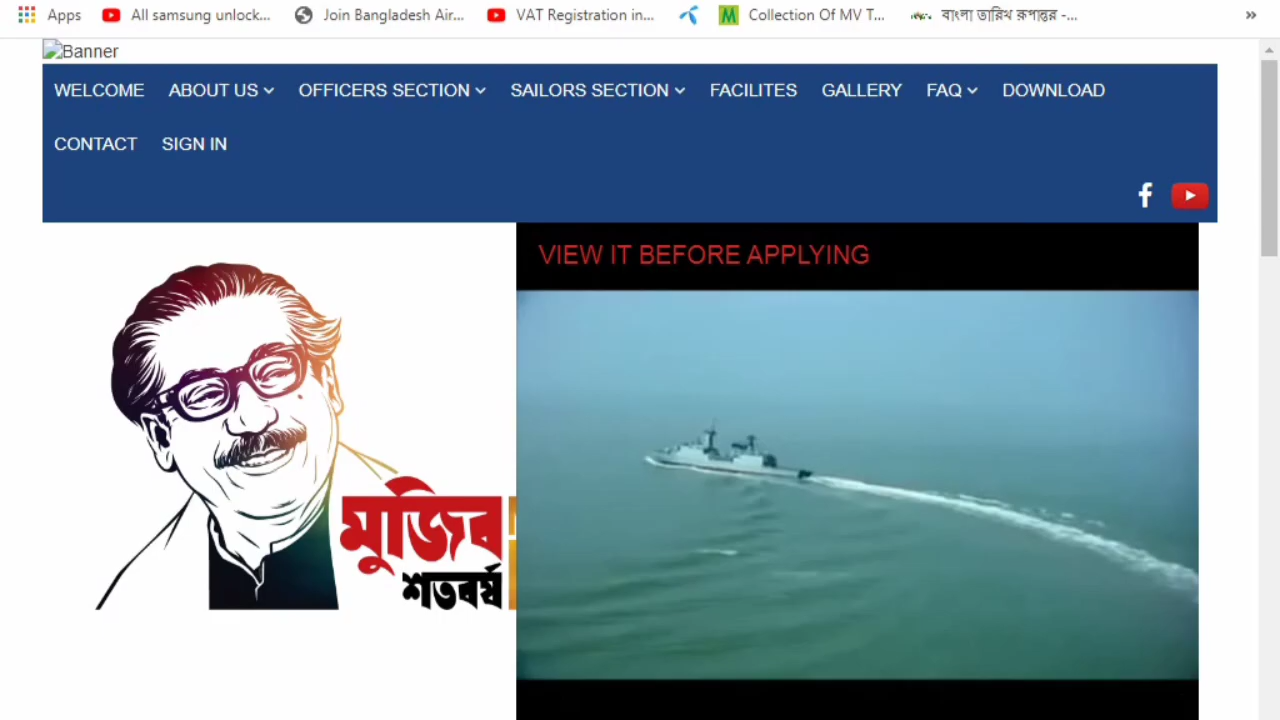 Apps All samsung unlock... Join Bangladesh Air... VAT Registration in... Collection Of MV T... বাংলা তারিখ রূপান্তর -... »
Banner
WELCOME ABOUT US OFFICERS SECTION SAILORS SECTION FACILITES GALLERY FAQ DOWNLOAD
CONTACT SIGN IN
VIEW IT BEFORE APPLYING
মুজিব
শতবর্ষ